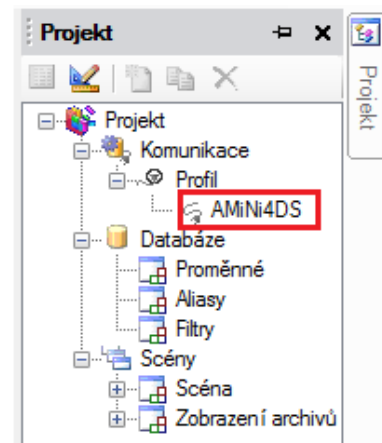 Projekt
Projekt
Projekt
Komunikace
Profil
AMiNi4DS
Databáze
Proměnné
Aliasy
Filtry
Scény
Scéna
Zobrazení archivů